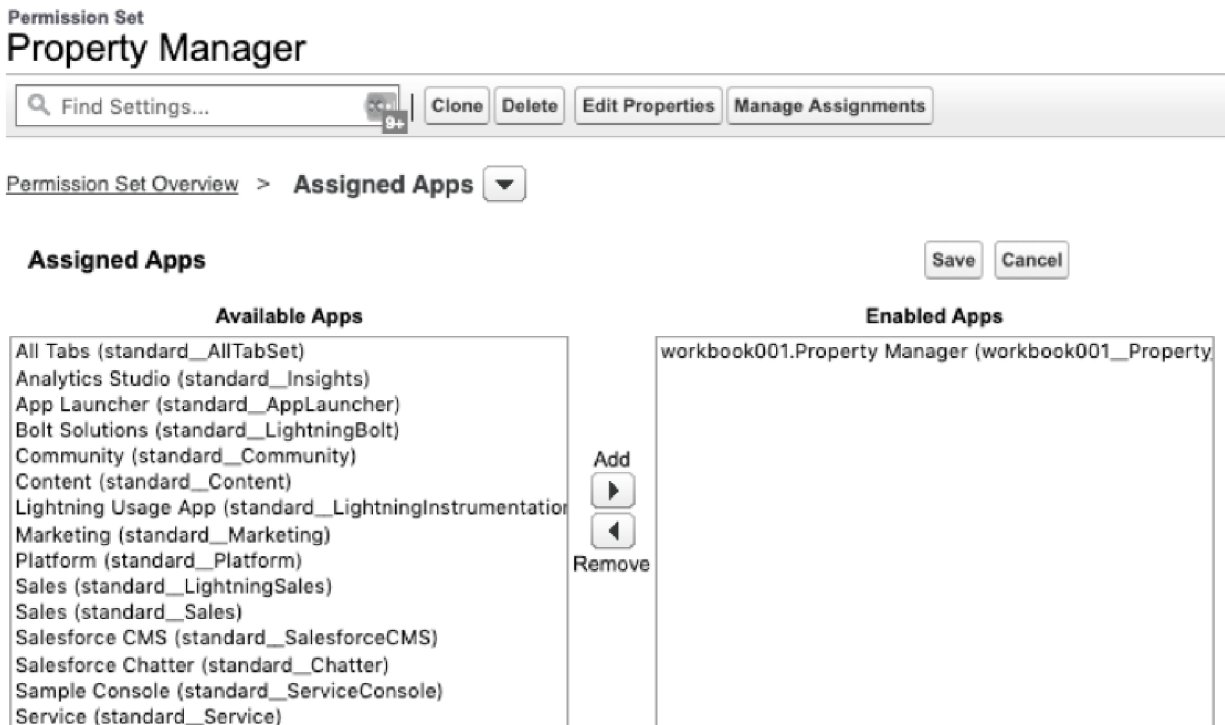 Permission Set
Property Manager
Find Settings...
9+
Clone
Delete
Edit Properties
Manage Assignments
Permission Set Overview > Assigned Apps
Assigned Apps
Save
Cancel
Available Apps
Enabled Apps
All Tabs (standard__AllTabSet)
Analytics Studio (standard__Insights)
App Launcher (standard__AppLauncher)
Bolt Solutions (standard__LightningBolt)
Community (standard__Community)
Content (standard__Content)
Lightning Usage App (standard__LightningInstrumentation
Marketing (standard__Marketing)
Platform (standard__Platform)
Sales (standard__LightningSales)
Sales (standard__Sales)
Salesforce CMS (standard__SalesforceCMS)
Salesforce Chatter (standard__Chatter)
Sample Console (standard__ServiceConsole)
Service (standard__Service)
Add
Remove
workbook001.Property Manager (workbook001__Property_